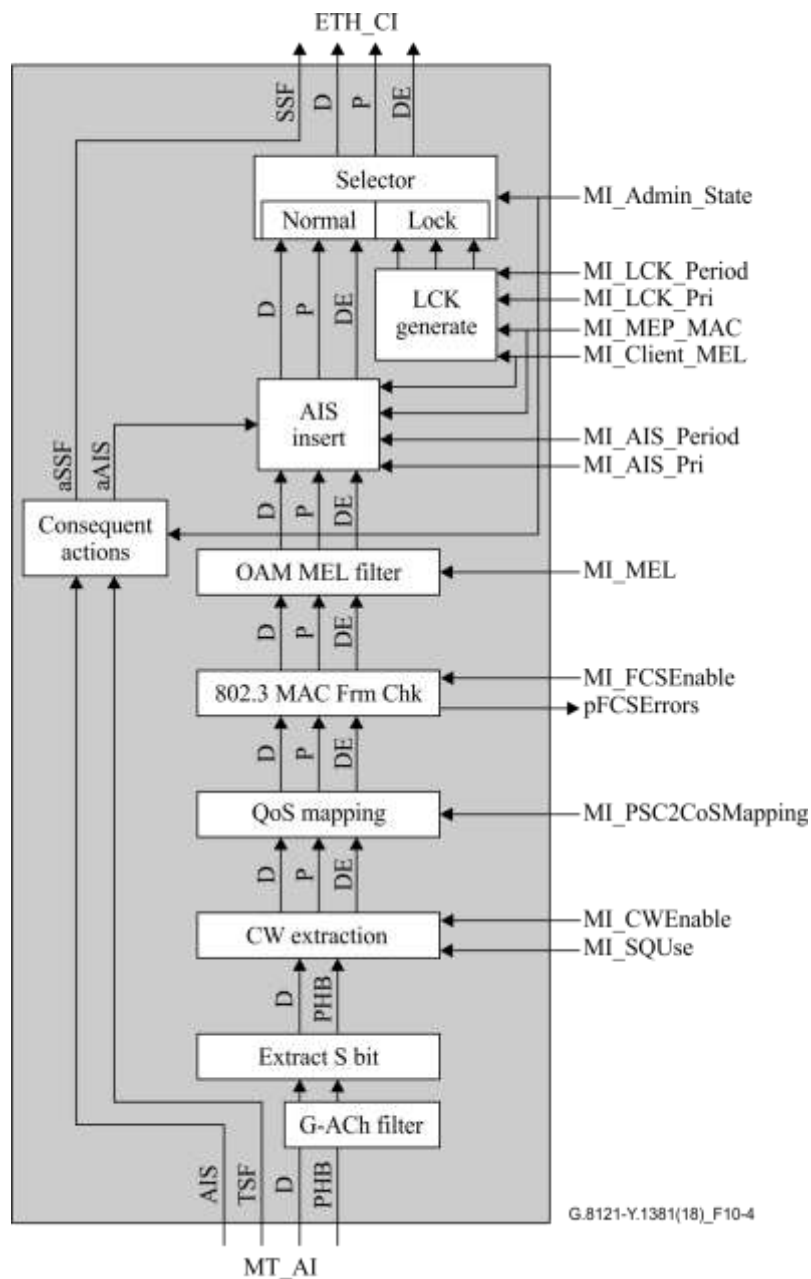 ETH_CI
SSF
D
P
DE
Selector
Normal
Lock
MI_Admin_State
MI_LCK_Period
MI_LCK_Pri
MI_MEP_MAC
MI_Client_MEL
LCK
generate
D
P
DE
AIS
insert
MI_AIS_Period
MI_AIS_Pri
aSSF
aAIS
Consequent
actions
D
P
DE
OAM MEL filter
MI_MEL
D
P
DE
802.3 MAC Frm Chk
MI_FCSEnable
pFCSErrors
D
P
DE
QoS mapping
MI_PSC2CoSMapping
D
P
DE
CW extraction
MI_CWEnable
MI_SQUse
D
PHB
Extract S bit
G-ACh filter
AIS
TSF
D
PHB
G.8121-Y.1381(18)_F10-4
MT_AI